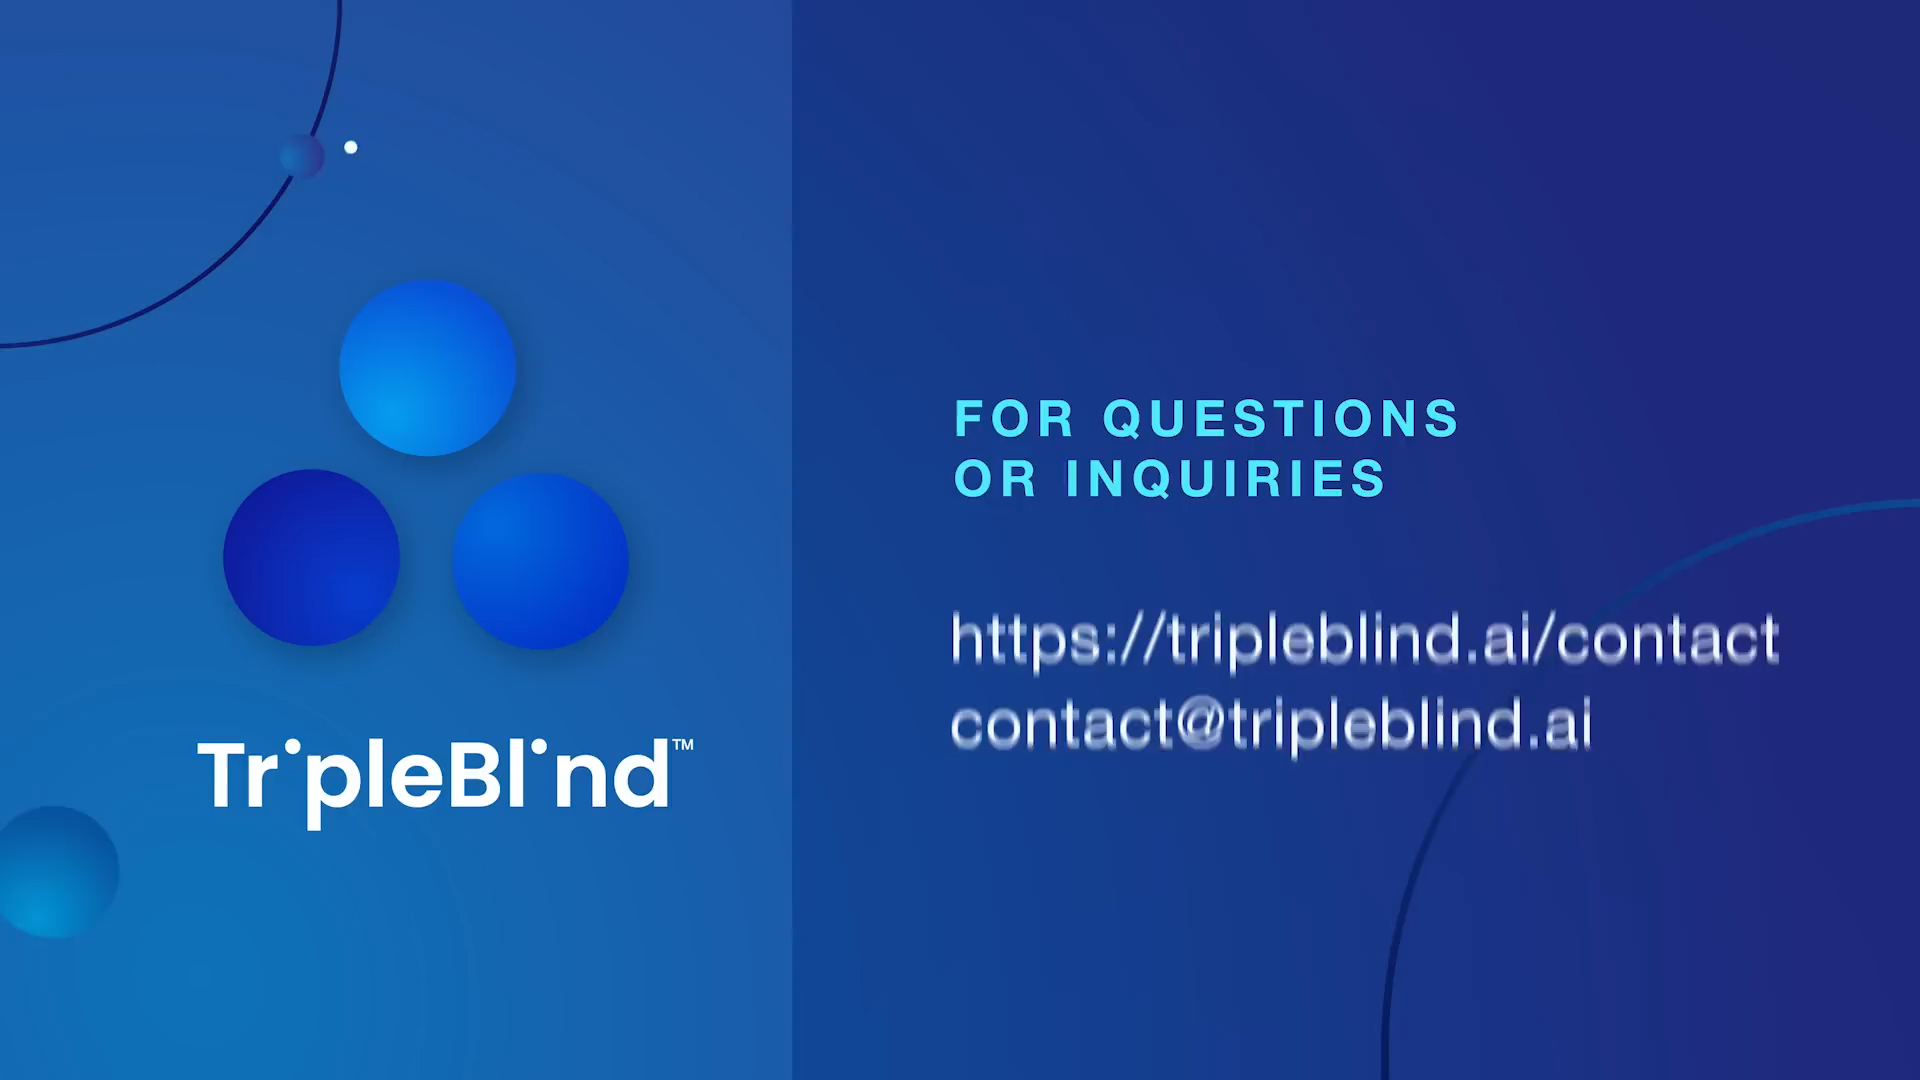 TripleBlind™
FOR QUESTIONS
OR INQUIRIES
https://tripleblind.ai/contact
contact@tripleblind.ai